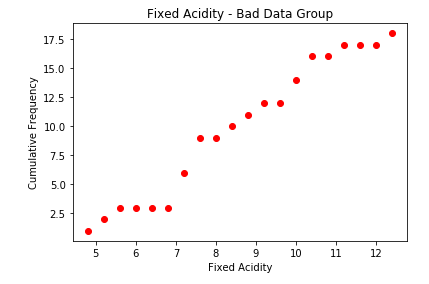 Fixed Acidity - Bad Data Group
17.5
15.0
12.5
10.0
7.5
5.0
2.5
Cumulative Frequency
5 6 7 8 9 10 11 12
Fixed Acidity